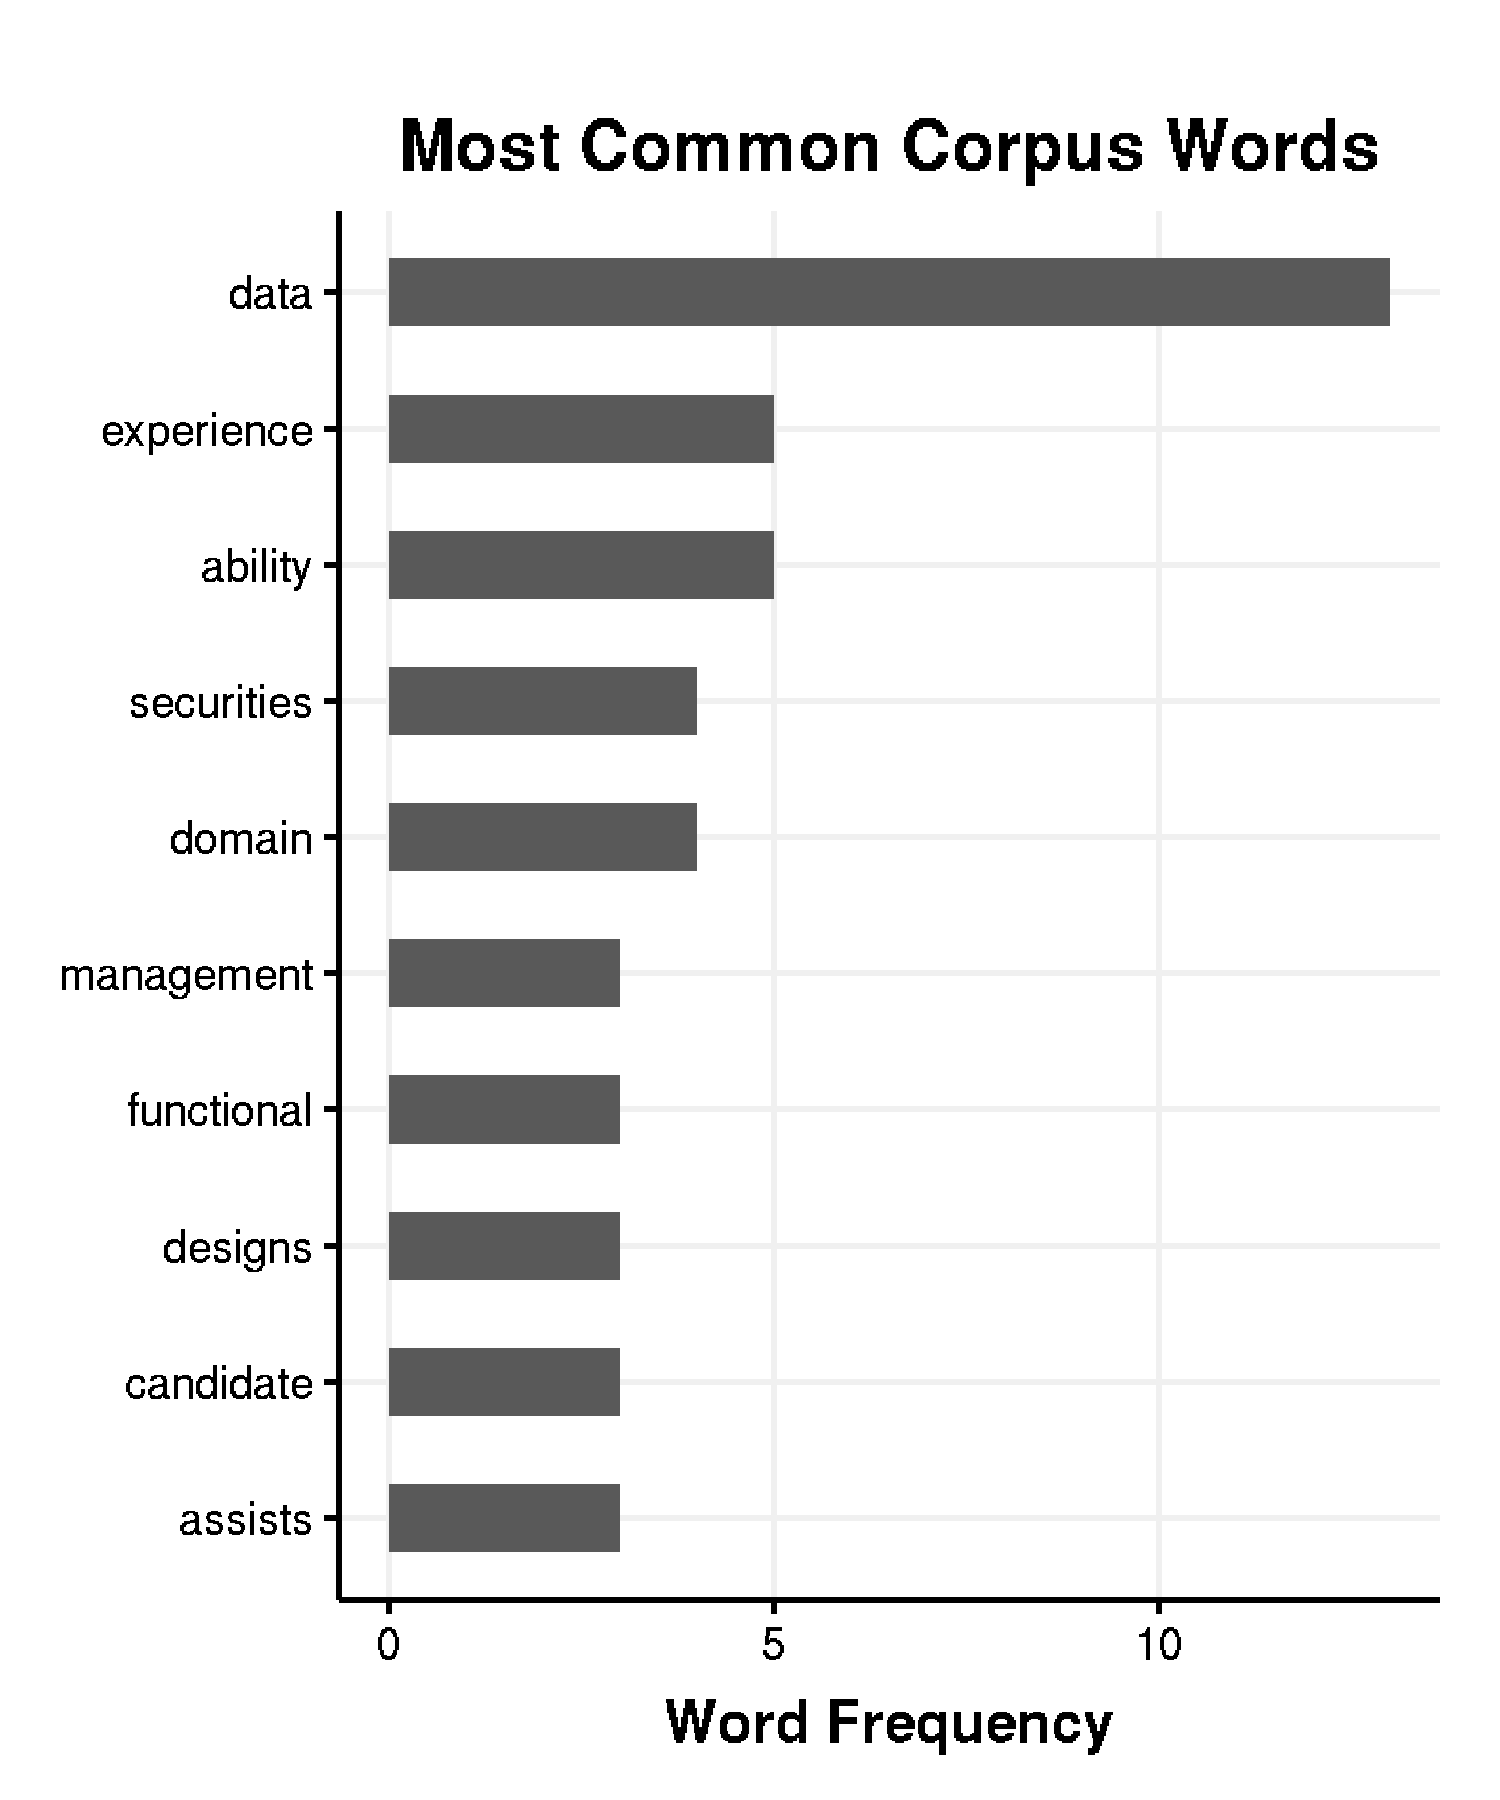 Most Common Corpus Words
data
experience
ability
securities
domain
management
functional
designs
candidate
assists
0 5 10
Word Frequency